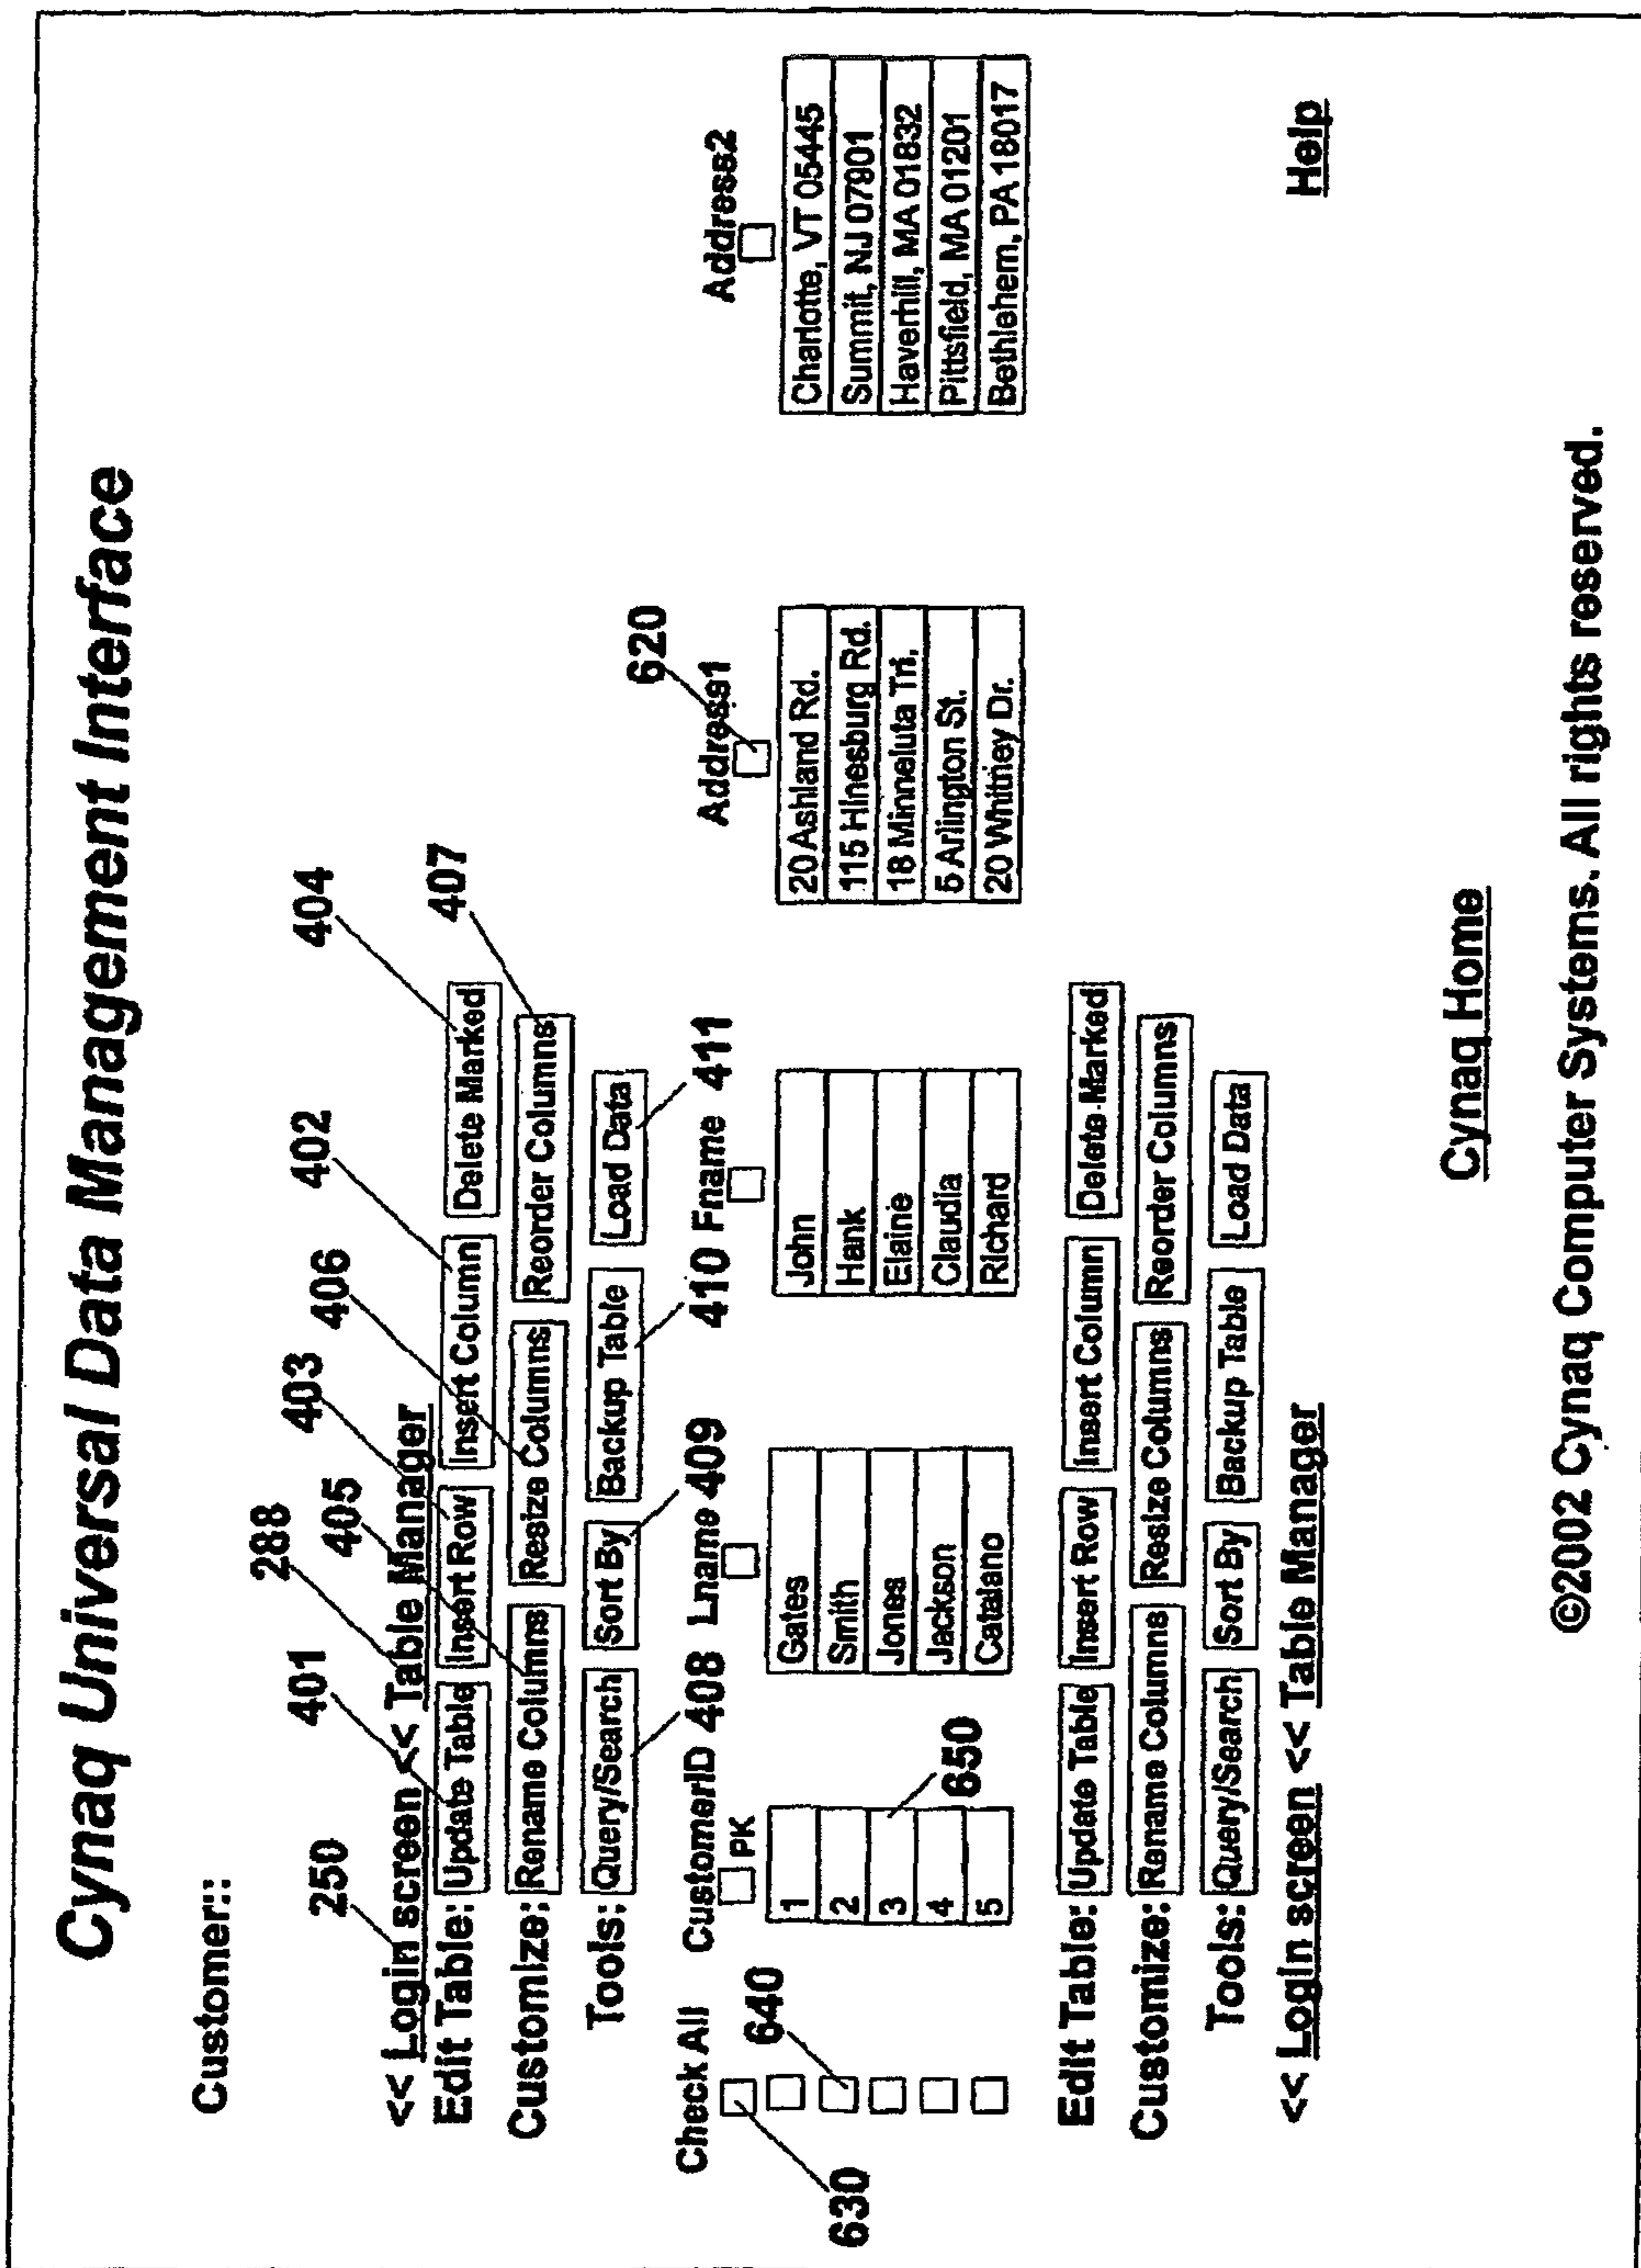 Cynaq Universal Data Management Interface
Customer::
250 401 288 405 403 406 402 404 407
<< Login screen << Table Manager
Edit Table: Update Table Insert Row Insert Column Delete Marked
Customize: Rename Columns Resize Columns Reorder Columns
Tools: Query/Search Sort By Backup Table Load Data
620
Check All CustomerID 408 Lname 409 410 Fname 411 Address1 Address2
PK
630 640 650
1 Gates John 20 Ashland Rd. Charlotte, VT 05445
2 Smith Hank 115 Hinesburg Rd. Summit, NJ 07901
3 Jones Elaine 18 Minneluta Trl. Haverhill, MA 01832
4 Jackson Claudia 5 Arlington St. Pittsfield, MA 01201
5 Catalano Richard 20 Whitney Dr. Bethlehem, PA 18017
Edit Table: Update Table Insert Row Insert Column Delete Marked
Customize: Rename Columns Resize Columns Reorder Columns
Tools: Query/Search Sort By Backup Table Load Data
<< Login screen << Table Manager Help
Cynaq Home
©2002 Cynaq Computer Systems. All rights reserved.